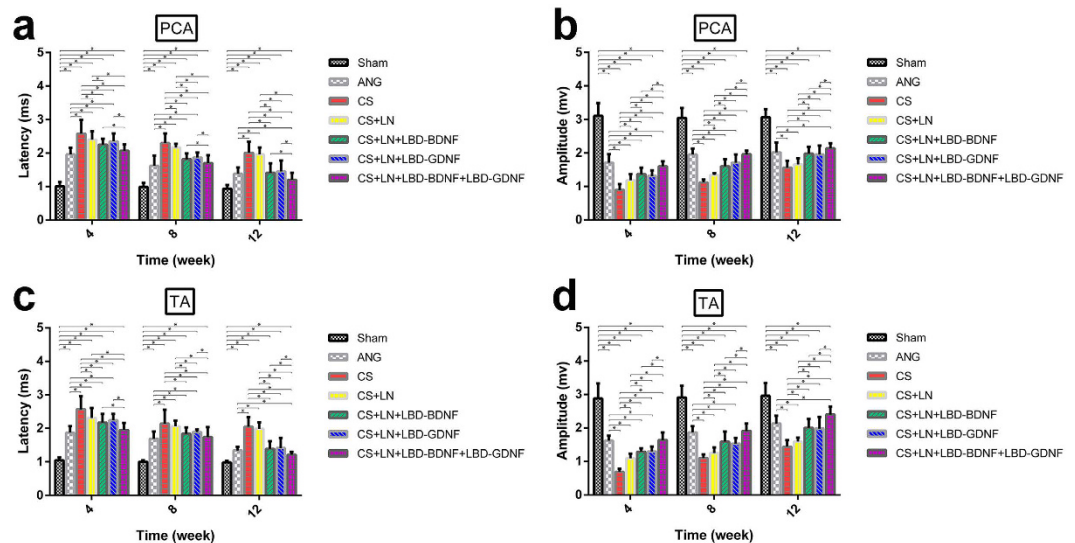 a
PCA
Latency (ms)
5
4
3
2
1
0
4
8
12
Time (week)
Sham
ANG
CS
CS+LN
CS+LN+LBD-BDNF
CS+LN+LBD-GDNF
CS+LN+LBD-BDNF+LBD-GDNF
b
PCA
Amplitude (mv)
5
4
3
2
1
0
4
8
12
Time (week)
Sham
ANG
CS
CS+LN
CS+LN+LBD-BDNF
CS+LN+LBD-GDNF
CS+LN+LBD-BDNF+LBD-GDNF
c
TA
Latency (ms)
5
4
3
2
1
0
4
8
12
Time (week)
Sham
ANG
CS
CS+LN
CS+LN+LBD-BDNF
CS+LN+LBD-GDNF
CS+LN+LBD-BDNF+LBD-GDNF
d
TA
Amplitude (mv)
5
4
3
2
1
0
4
8
12
Time (week)
Sham
ANG
CS
CS+LN
CS+LN+LBD-BDNF
CS+LN+LBD-GDNF
CS+LN+LBD-BDNF+LBD-GDNF